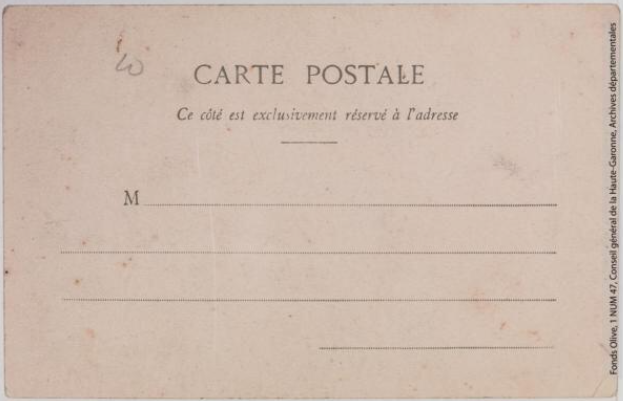 CARTE POSTALE
Ce côté est exclusivement réservé à l'adresse
M
Fonds Olive, 1 NUM 47, Conseil général de la Haute-Garonne, Archives départementales